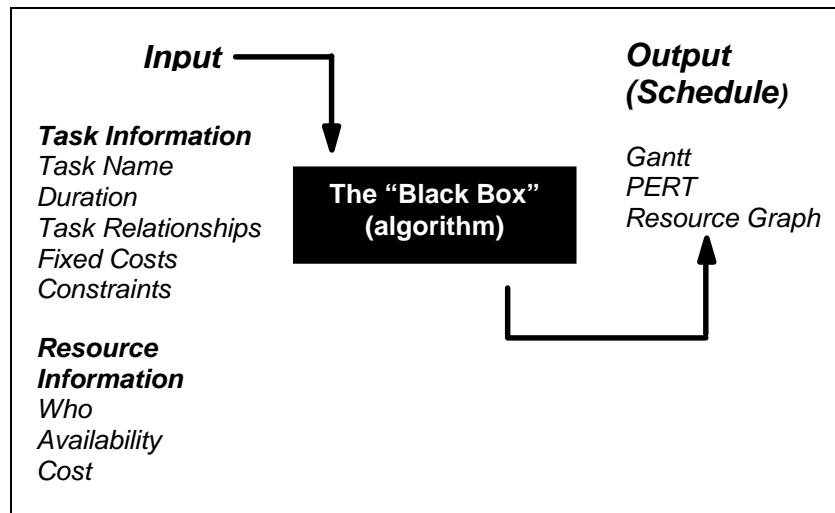 Input
Task Information
Task Name
Duration
Task Relationships
Fixed Costs
Constraints
Resource
Information
Who
Availability
Cost
The “Black Box”
(algorithm)
Output
(Schedule)
Gantt
PERT
Resource Graph